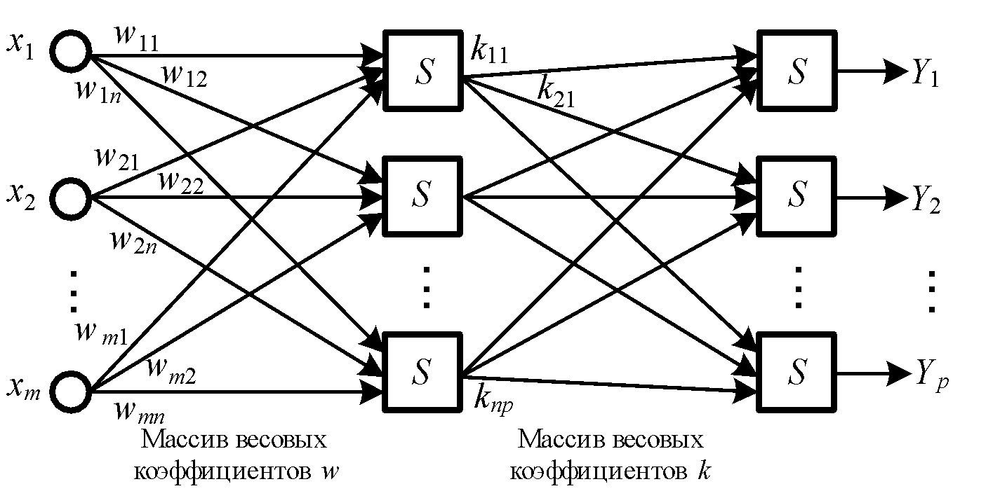 x1
w11
w12
w1n
S
k11
k21
S
Y1
x2
w21
w22
w2n
S
S
Y2
xm
wm1
wm2
wmn
S
knp
S
Yp
Массив весовых
коэффициентов w
Массив весовых
коэффициентов k